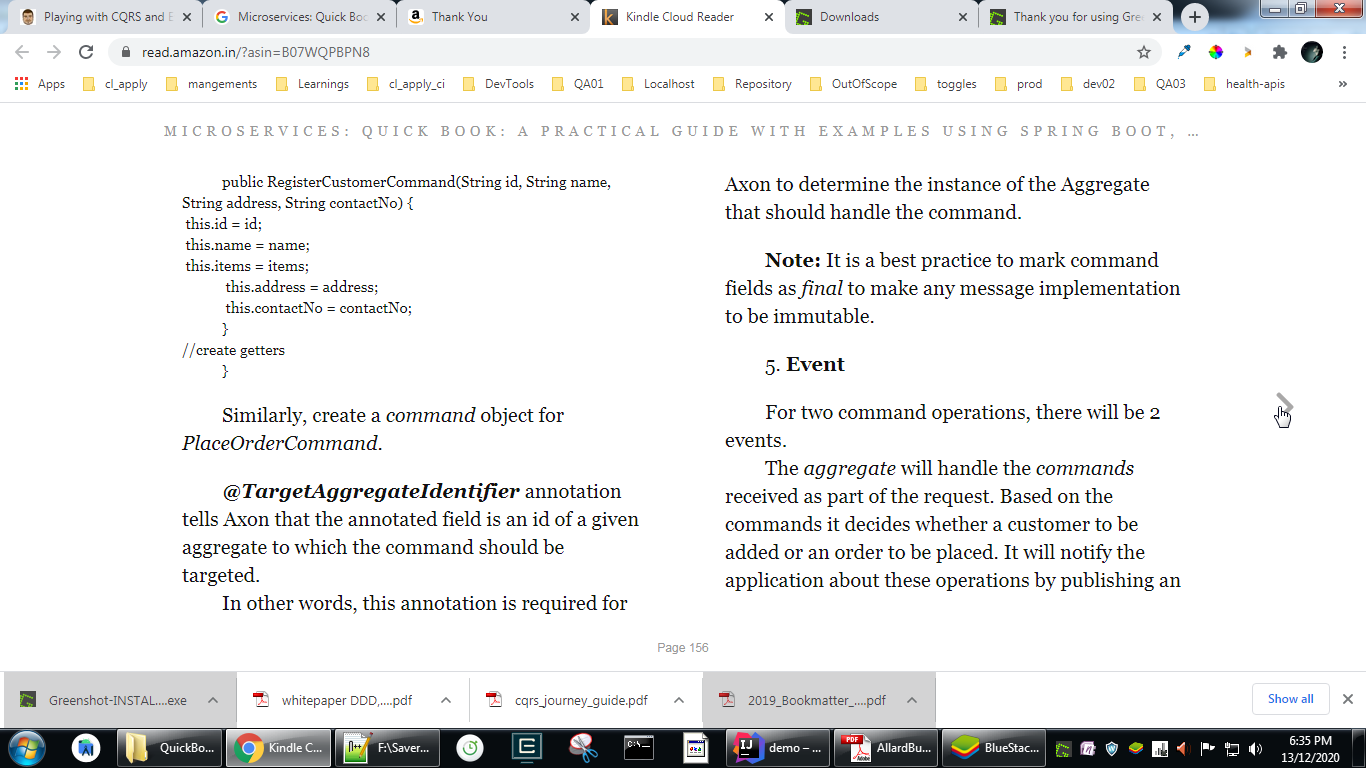 Playing with CQRS and E
Microservices: Quick Boo
Thank You
Kindle Cloud Reader
Downloads
Thank you for using Gre
read.amazon.in/?asin=B07WQPBPN8
Apps
cl_apply
mangements
Learnings
cl_apply_ci
DevTools
QA01
Localhost
Repository
OutOfScope
toggles
prod
dev02
QA03
health-apis
»
MICROSERVICES: QUICK BOOK: A PRACTICAL GUIDE WITH EXAMPLES USING SPRING BOOT, ...
public RegisterCustomerCommand(String id, String name,
String address, String contactNo) {
this.id = id;
this.name = name;
this.items = items;
this.address = address;
this.contactNo = contactNo;
}
//create getters
}
Similarly, create a command object for
PlaceOrderCommand.
@TargetAggregateIdentifier annotation
tells Axon that the annotated field is an id of a given
aggregate to which the command should be
targeted.
In other words, this annotation is required for
Axon to determine the instance of the Aggregate
that should handle the command.
Note: It is a best practice to mark command
fields as final to make any message implementation
to be immutable.
5. Event
For two command operations, there will be 2
events.
The aggregate will handle the commands
received as part of the request. Based on the
commands it decides whether a customer to be
added or an order to be placed. It will notify the
application about these operations by publishing an
Page 156
Greenshot-INSTAL....exe
whitepaper DDD,....pdf
cqrs_journey_guide.pdf
2019_Bookmatter_....pdf
Show all
QuickBo...
Kindle C...
F:\Saver...
demo – ...
AllardBu...
BlueStac...
6:35 PM
13/12/2020